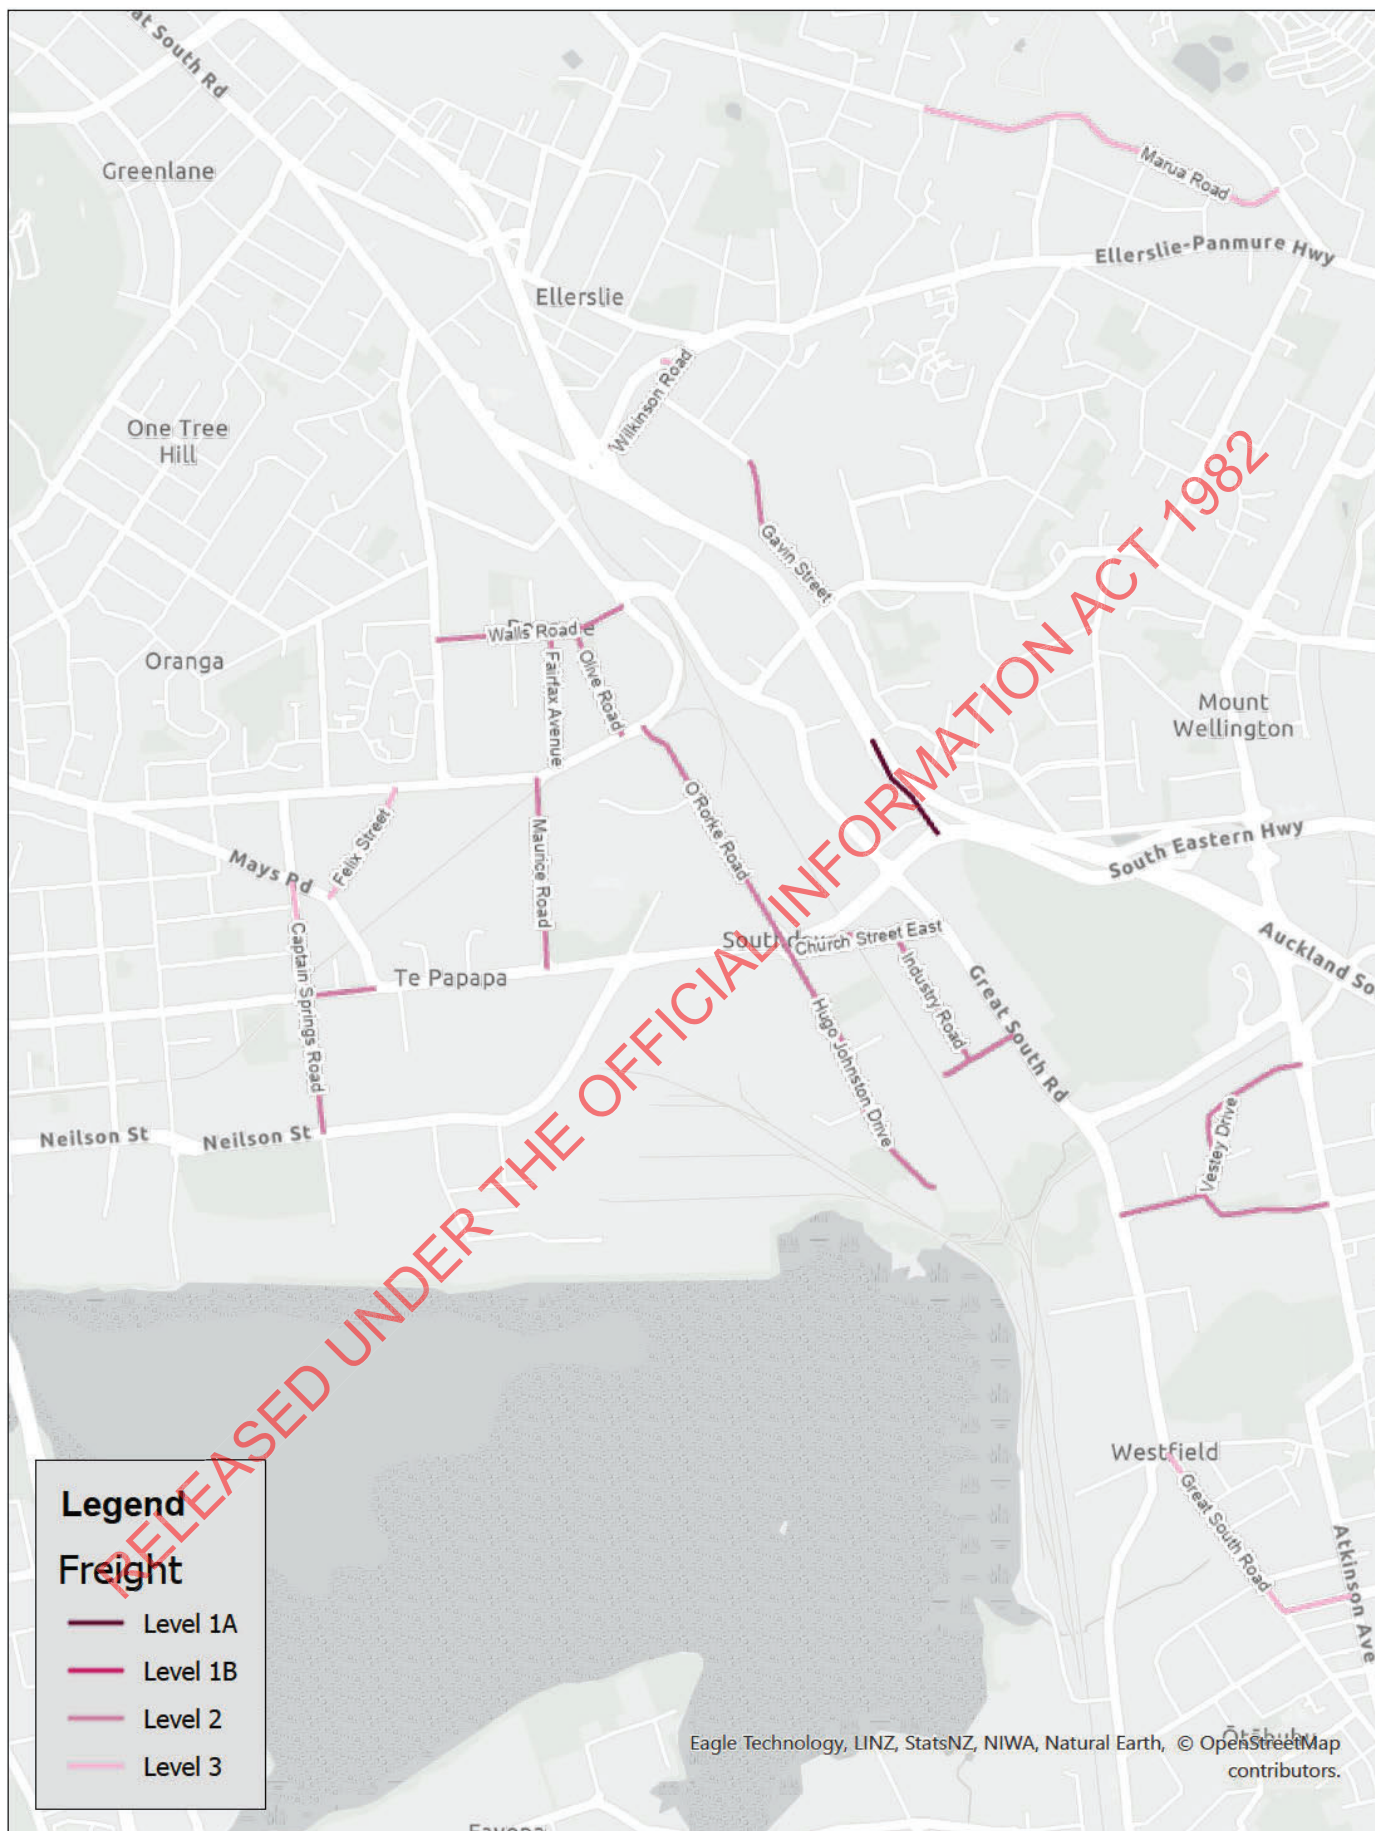 at South Rd
Greenlane
Marua Road
Ellerslie-Panmure Hwy
Ellerslie
Wilkinson Road
One Tree
Hill
Gavin Street
Walls Road
Oranga
Fairfax Avenue
Olive Road
Mount
Wellington
O'Rorke Road
Felix Street
Mays Rd
Maurice Road
South Eastern Hwy
Captain Springs Road
Church Street East
Auckland So
Te Papapa
Industry Road
Great South Rd
Hugo Johnston Drive
Neilson St
Neilson St
Vestey Drive
RELEASED UNDER THE OFFICIAL INFORMATION ACT 1982
Westfield
Great South Road
Atkinson Ave
Legend
Freight
Level 1A
Level 1B
Level 2
Level 3
Ōtāhuhu
Eagle Technology, LINZ, StatsNZ, NIWA, Natural Earth, © OpenStreetMap
contributors.